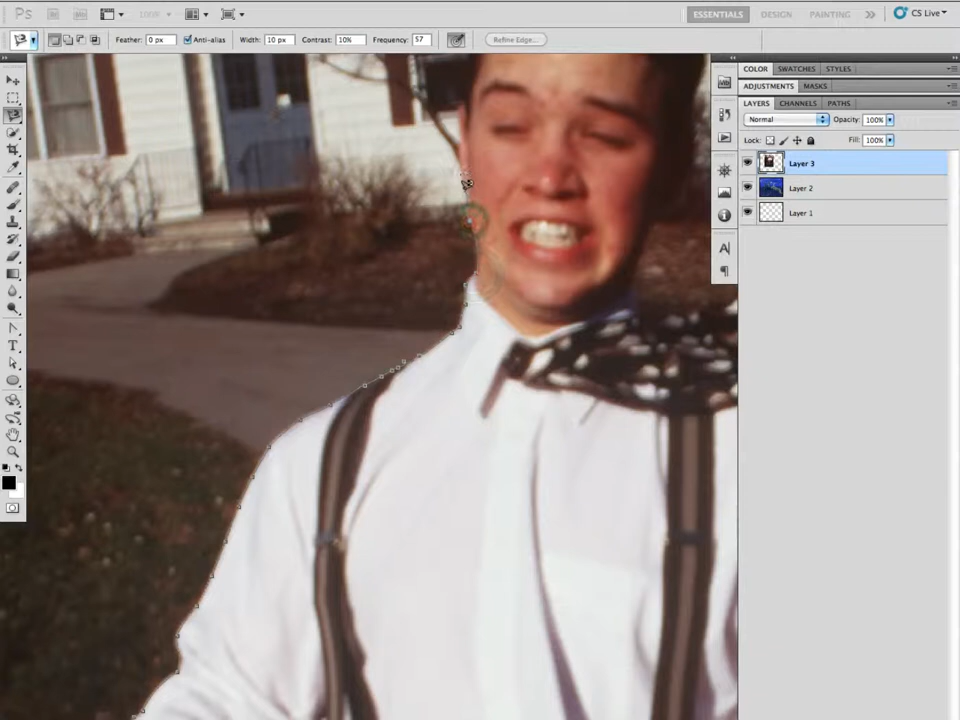 Ps Mb 100% ESSENTIALS DESIGN PAINTING CS Live
Feather: 0 px Anti-alias Width: 10 px Contrast: 10% Frequency: 57 Refine Edge...
COLOR SWATCHES STYLES
ADJUSTMENTS MASKS
LAYERS CHANNELS PATHS
Normal Opacity: 100%
Lock: Fill: 100%
Layer 3
Layer 2
Layer 1